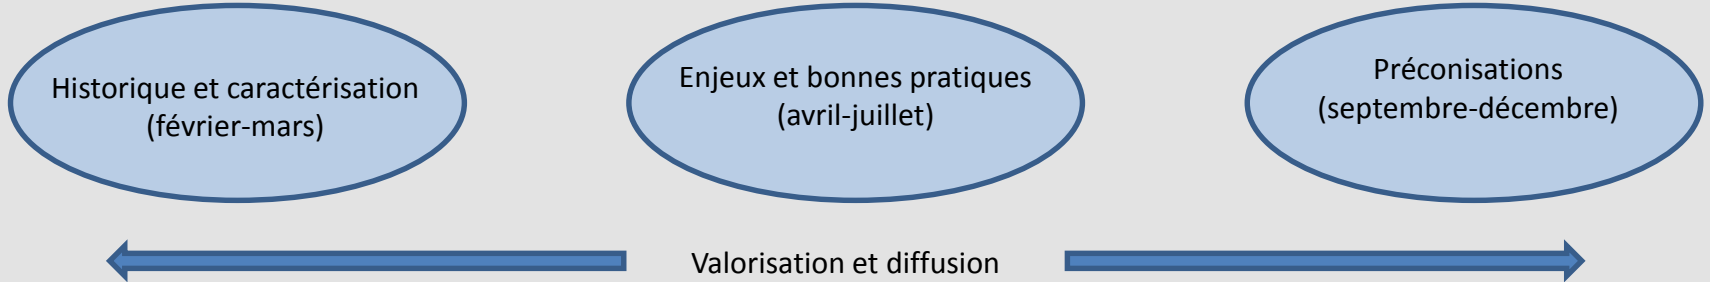 Historique et caractérisation
(février-mars)
Enjeux et bonnes pratiques
(avril-juillet)
Préconisations
(septembre-décembre)
Valorisation et diffusion